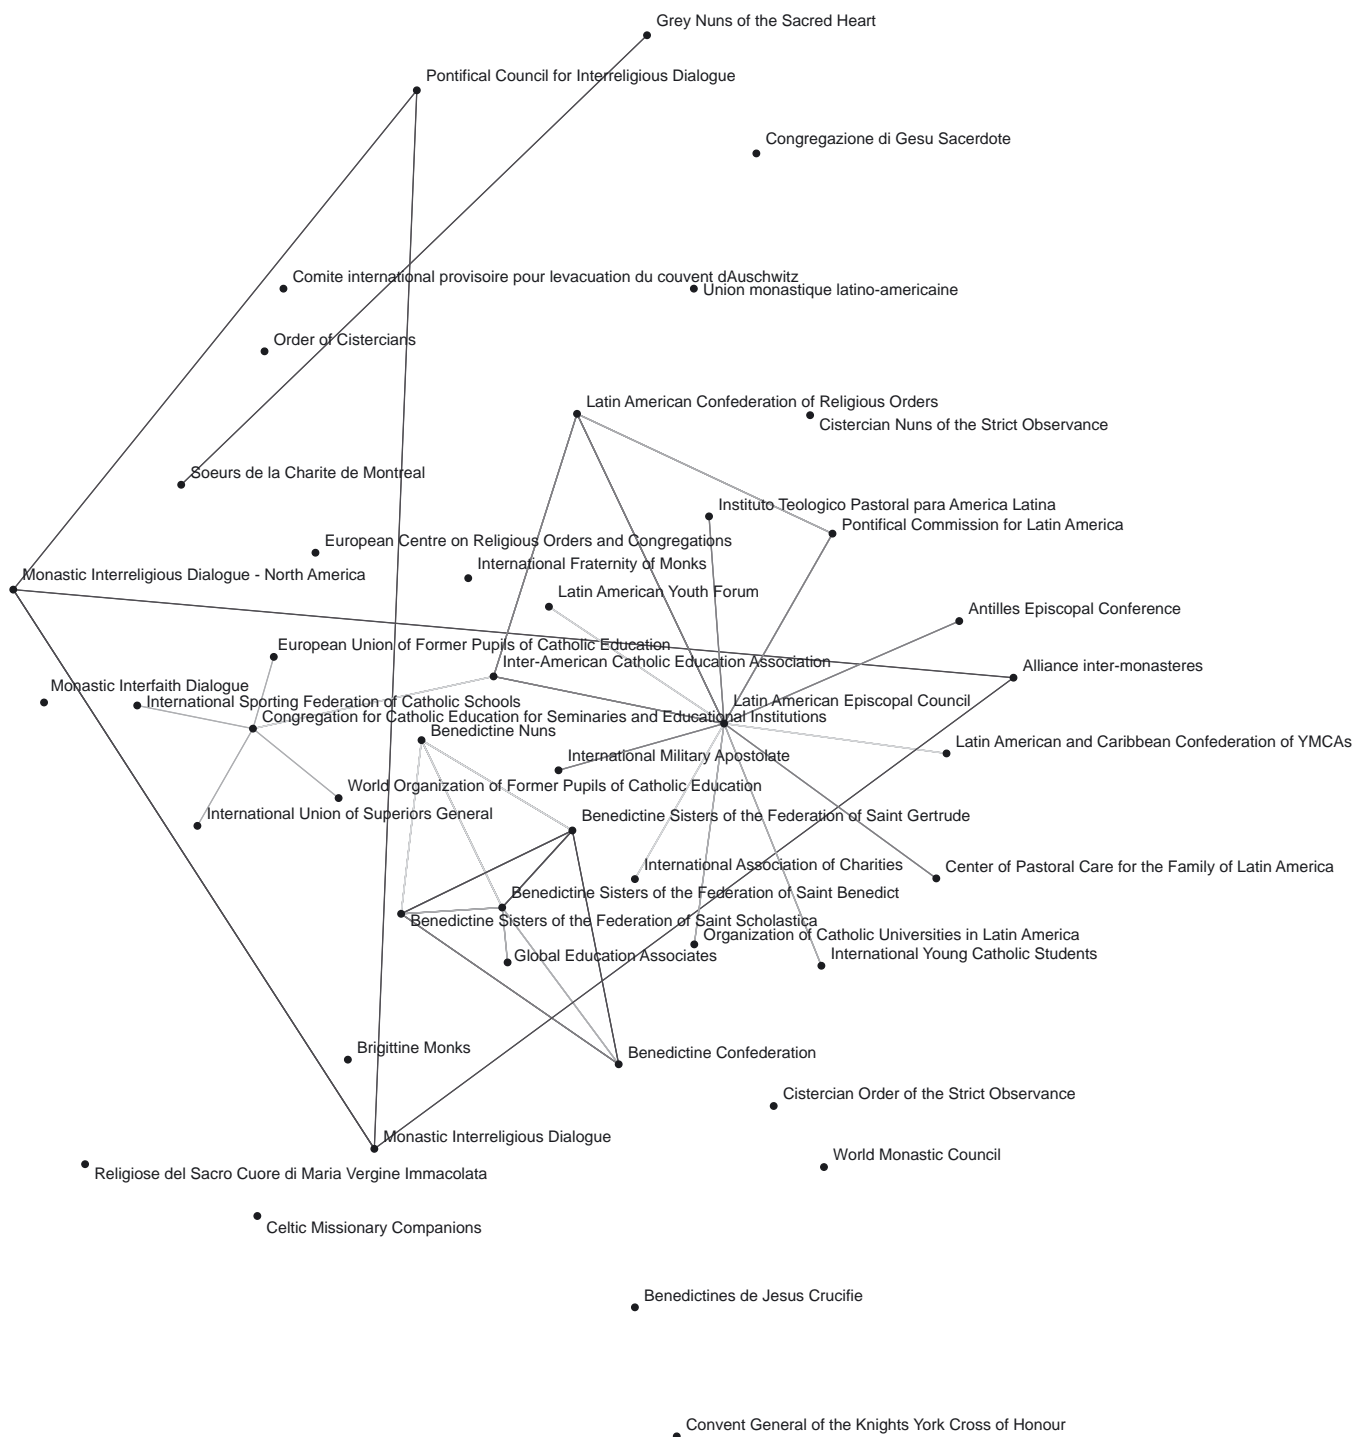 Grey Nuns of the Sacred Heart
Pontifical Council for Interreligious Dialogue
Congregazione di Gesu Sacerdote
Comite international provisoire pour levacuation du couvent dAuschwitz
Union monastique latino-americaine
Order of Cistercians
Latin American Confederation of Religious Orders
Cistercian Nuns of the Strict Observance
Soeurs de la Charite de Montreal
Instituto Teologico Pastoral para America Latina
Pontifical Commission for Latin America
European Centre on Religious Orders and Congregations
International Fraternity of Monks
Monastic Interreligious Dialogue - North America
Latin American Youth Forum
Antilles Episcopal Conference
European Union of Former Pupils of Catholic Education
Inter-American Catholic Education Association
Alliance inter-monasteres
Monastic Interfaith Dialogue
International Sporting Federation of Catholic Schools
Latin American Episcopal Council
Congregation for Catholic Education for Seminaries and Educational Institutions
Benedictine Nuns
Latin American and Caribbean Confederation of YMCAs
International Military Apostolate
World Organization of Former Pupils of Catholic Education
International Union of Superiors General
Benedictine Sisters of the Federation of Saint Gertrude
International Association of Charities
Center of Pastoral Care for the Family of Latin America
Benedictine Sisters of the Federation of Saint Benedict
Benedictine Sisters of the Federation of Saint Scholastica
Organization of Catholic Universities in Latin America
Global Education Associates
International Young Catholic Students
Brigittine Monks
Benedictine Confederation
Cistercian Order of the Strict Observance
Monastic Interreligious Dialogue
World Monastic Council
Religiose del Sacro Cuore di Maria Vergine Immacolata
Celtic Missionary Companions
Benedictines de Jesus Crucifie
Convent General of the Knights York Cross of Honour